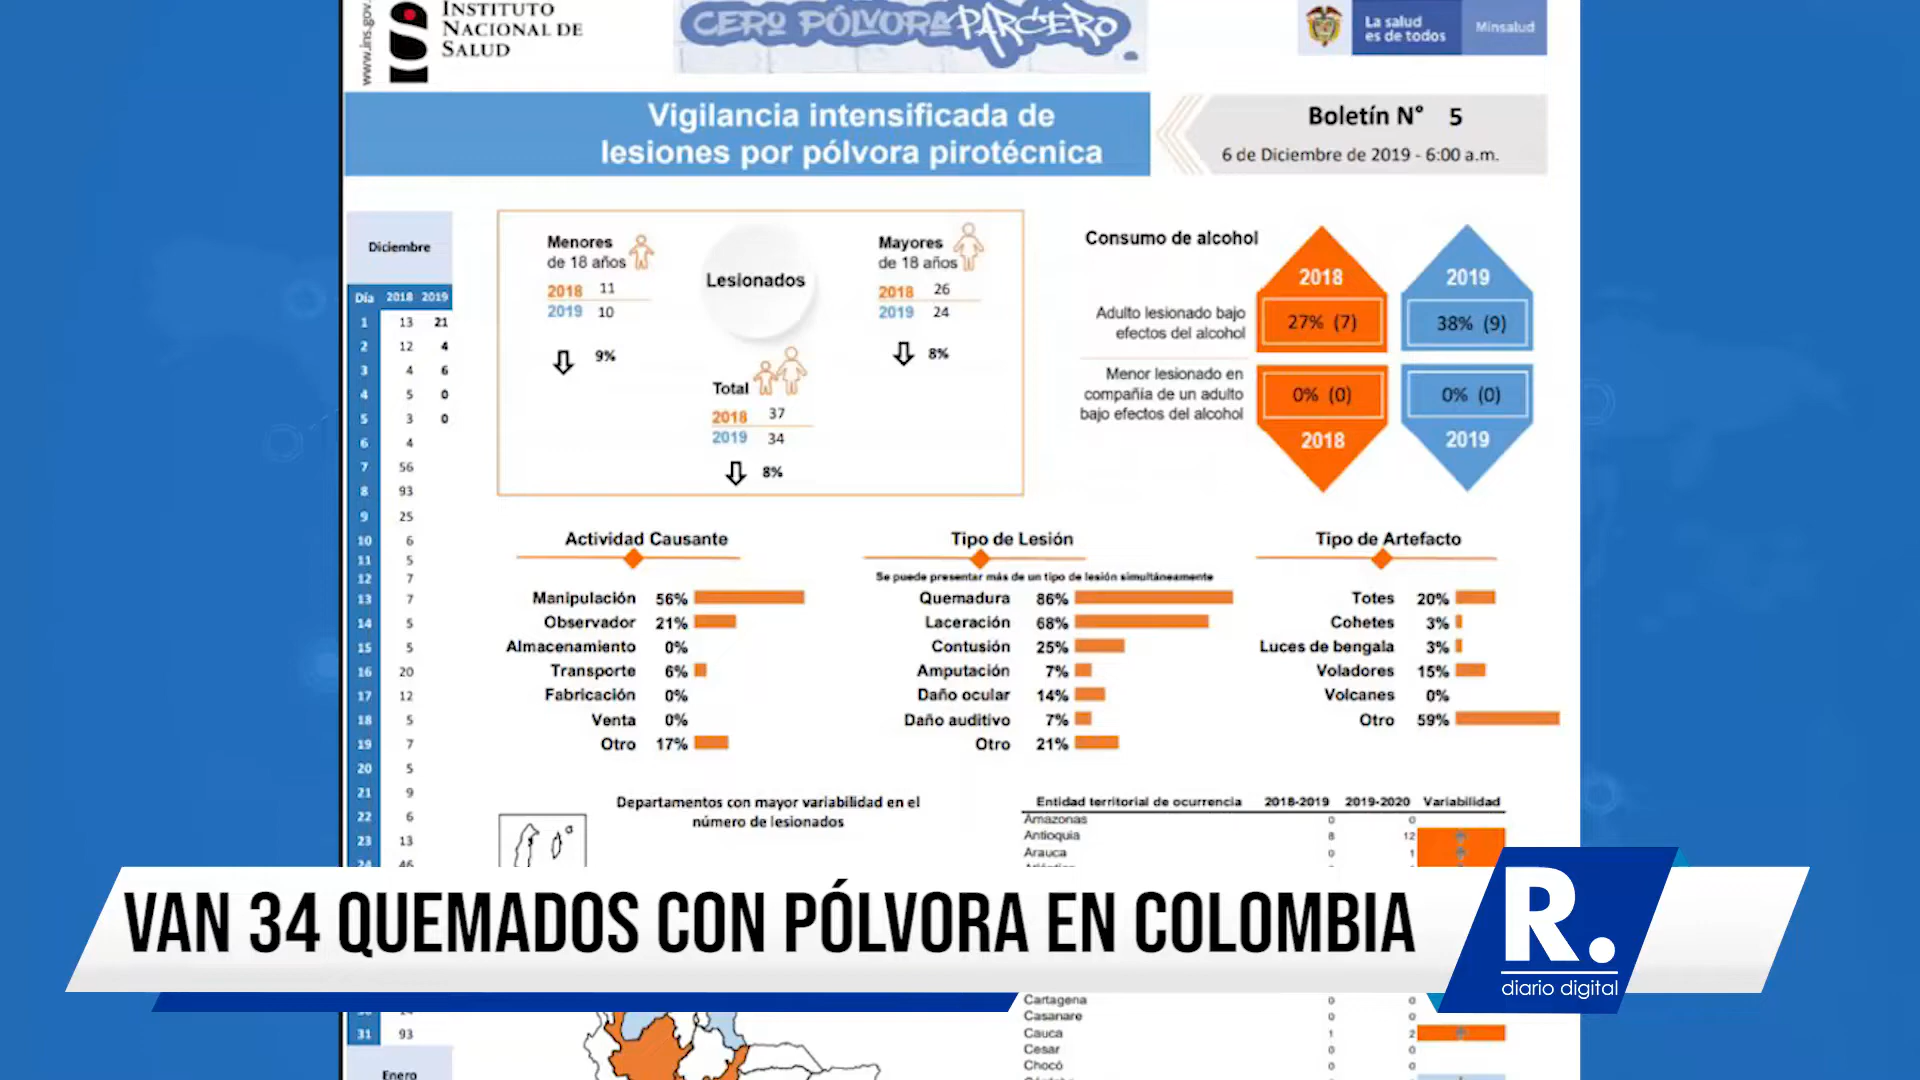 www.ins.gov.
INSTITUTO
NACIONAL DE
SALUD
CERO PÓLVORA PARCERO
La salud
es de todos
Minsalud
Vigilancia intensificada de
lesiones por pólvora pirotécnica
Boletín N° 5
6 de Diciembre de 2019 - 6:00 a.m.
Diciembre
Día 2018 2019
1 13 21
2 12 4
3 4 6
4 5 0
5 3 0
6 4
7 56
8 93
9 25
10 6
11 5
12 7
13 7
14 5
15 5
16 20
17 12
18 5
19 7
20 5
21 9
22 6
23 13
24 46
31 93
Enero
Menores
de 18 años
2018 11
2019 10
9%
Lesionados
Total
2018 37
2019 34
8%
Mayores
de 18 años
2018 26
2019 24
8%
Consumo de alcohol
2018
2019
Adulto lesionado bajo
efectos del alcohol
27% (7)
38% (9)
Menor lesionado en
compañía de un adulto
bajo efectos del alcohol
0% (0)
0% (0)
2018
2019
Actividad Causante
Manipulación 56%
Observador 21%
Almacenamiento 0%
Transporte 6%
Fabricación 0%
Venta 0%
Otro 17%
Tipo de Lesión
Se puede presentar más de un tipo de lesión simultáneamente
Quemadura 86%
Laceración 68%
Contusión 25%
Amputación 7%
Daño ocular 14%
Daño auditivo 7%
Otro 21%
Tipo de Artefacto
Totes 20%
Cohetes 3%
Luces de bengala 3%
Voladores 15%
Volcanes 0%
Otro 59%
Departamentos con mayor variabilidad en el
número de lesionados
Entidad territorial de ocurrencia 2018-2019 2019-2020 Variabilidad
Amazonas 0 0
Antioquia 8 12
Arauca 0 1
VAN 34 QUEMADOS CON PÓLVORA EN COLOMBIA
R.
diario digital
Cartagena 0 0
Casanare 0 0
Cauca 1 2
Cesar 0 0
Chocó 0 0